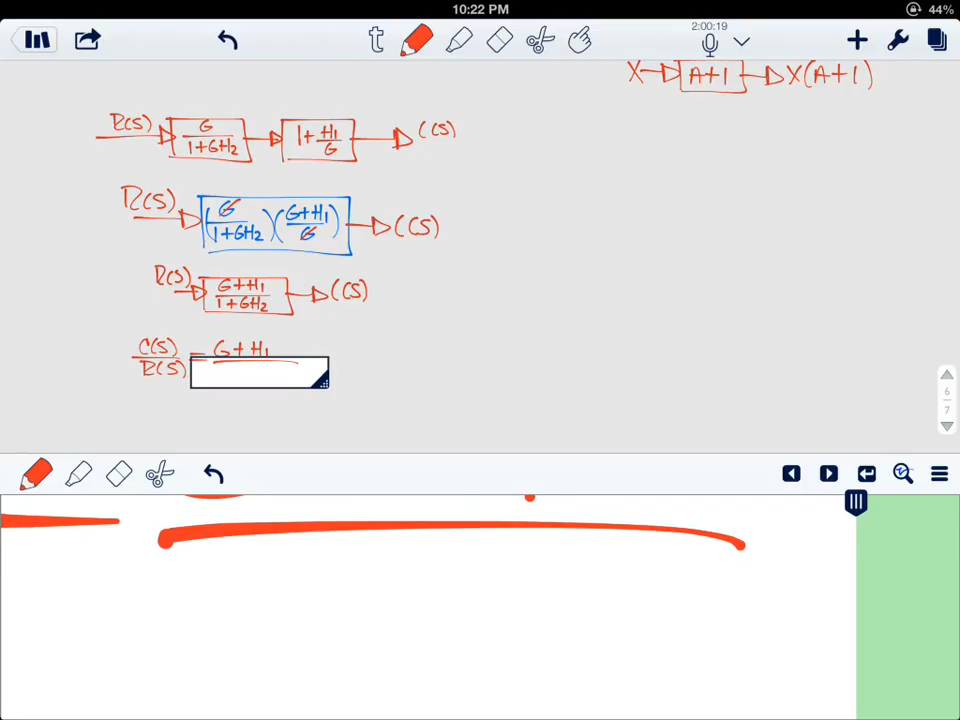 10:22 PM
44%
t
2:00:19
X → A+1 → X(A+1)
R(S) → G/(1+GH2) → 1+H1/G → C(S)
R(S) → (G/(1+GH2))((G+H1)/G) → C(S)
R(S) → (G+H1)/(1+GH2) → C(S)
C(S)/R(S) = G+H1
6
7